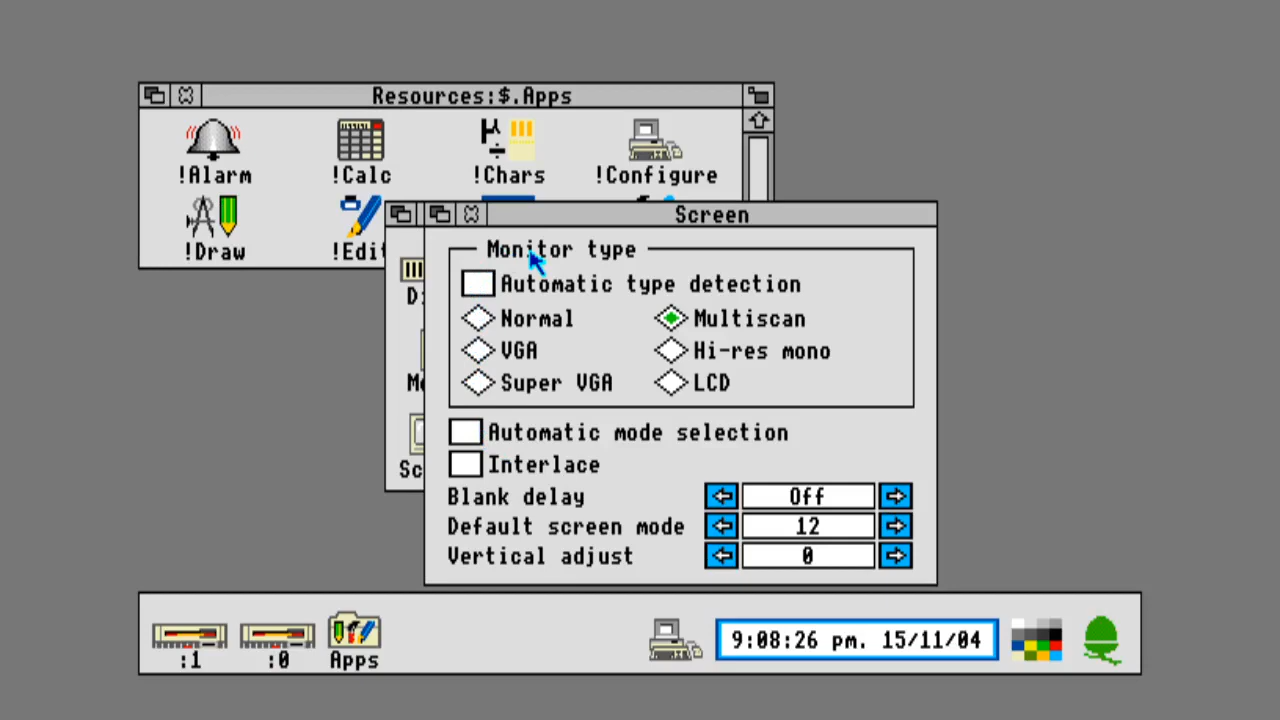 Resources:$.Apps
!Alarm !Calc !Chars !Configure
!Draw !Edi
Screen
Monitor type
Automatic type detection
Normal Multiscan
VGA Hi-res mono
Super VGA LCD
Automatic mode selection
Interlace
Blank delay Off
Default screen mode 12
Vertical adjust 0
:1 :0 Apps 9:08:26 pm. 15/11/04